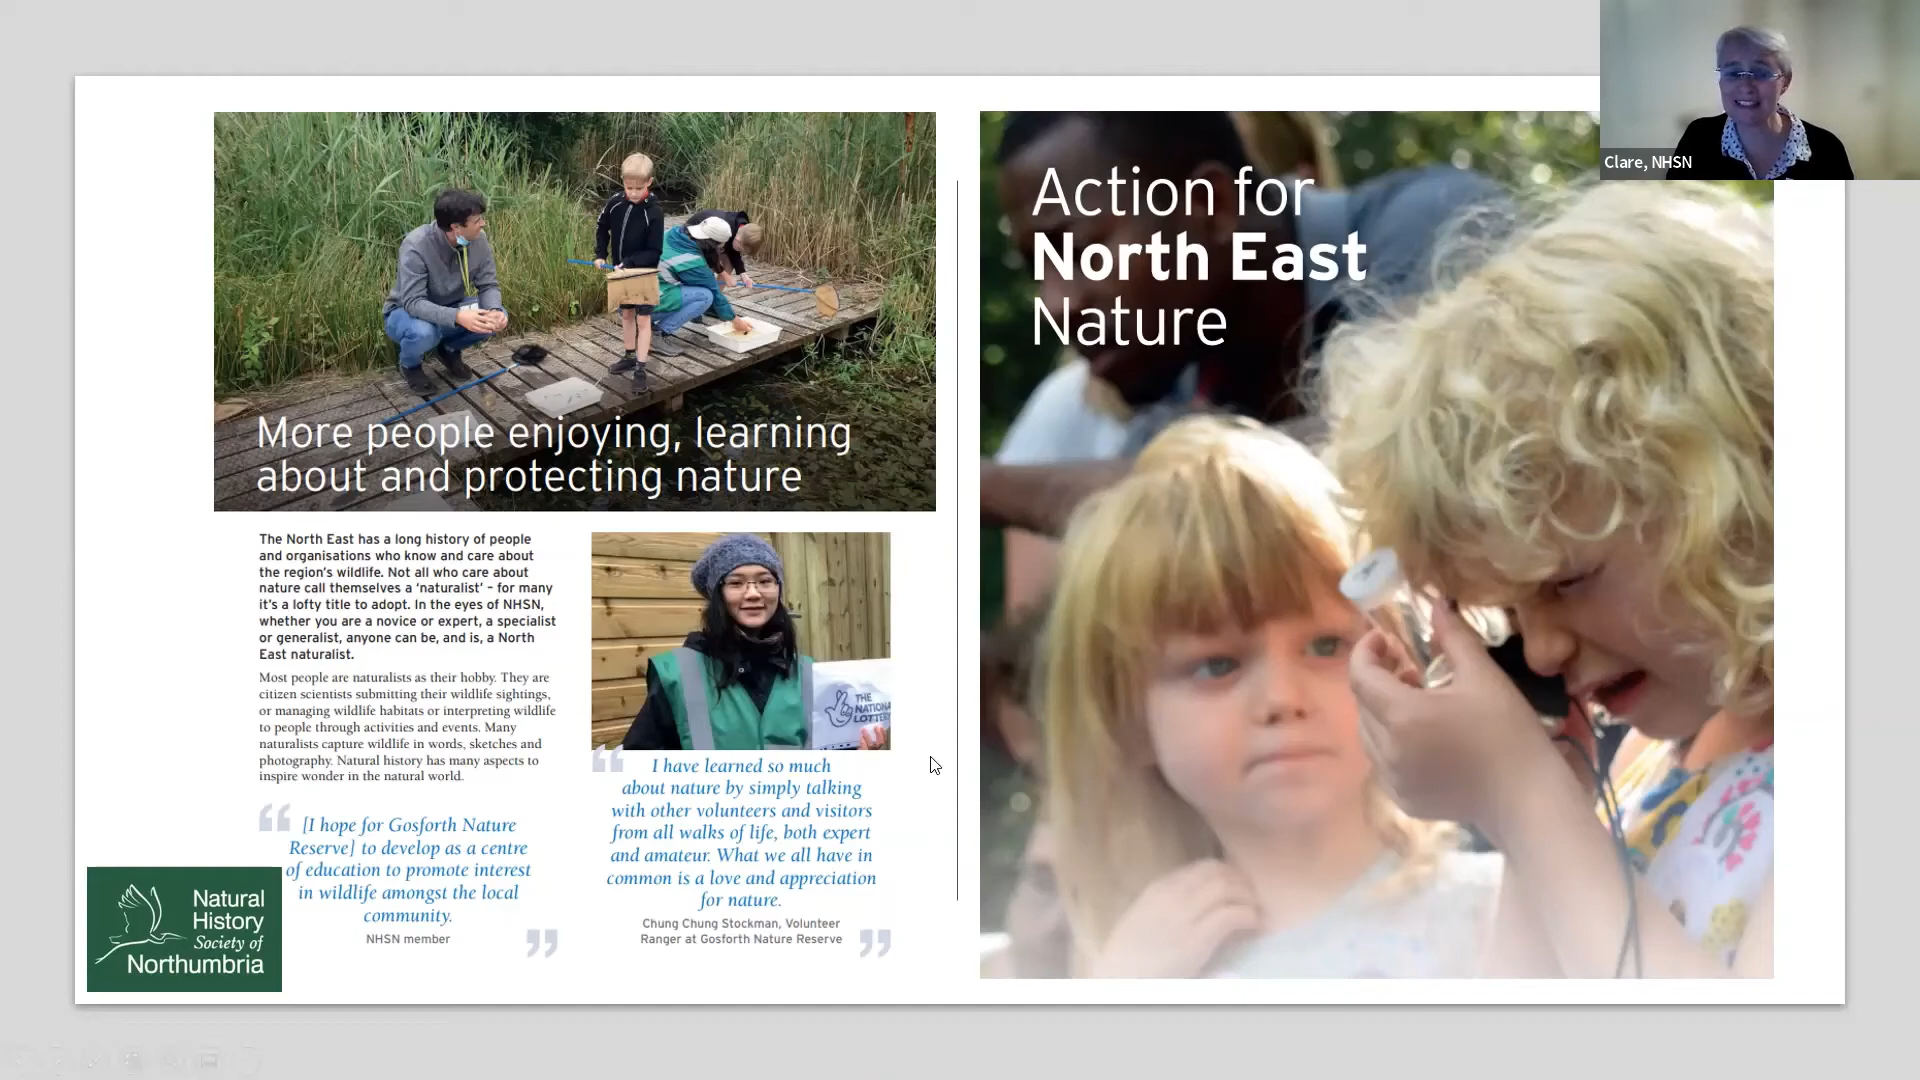 Clare, NHSN
Action for
North East
Nature
More people enjoying, learning
about and protecting nature
The North East has a long history of people
and organisations who know and care about
the region's wildlife. Not all who care about
nature call themselves a 'naturalist' – for many
it's a lofty title to adopt. In the eyes of NHSN,
whether you are a novice or expert, a specialist
or generalist, anyone can be, and is, a North
East naturalist.
Most people are naturalists as their hobby. They are
citizen scientists submitting their wildlife sightings,
or managing wildlife habitats or interpreting wildlife
to people through activities and events. Many
naturalists capture wildlife in words, sketches and
photography. Natural history has many aspects to
inspire wonder in the natural world.
“ [I hope for Gosforth Nature
Reserve] to develop as a centre
of education to promote interest
in wildlife amongst the local
community.
NHSN member ”
THE
NATIONA
LOTTER
“ I have learned so much
about nature by simply talking
with other volunteers and visitors
from all walks of life, both expert
and amateur. What we all have in
common is a love and appreciation
for nature.
Chung Chung Stockman, Volunteer
Ranger at Gosforth Nature Reserve ”
Natural
History
Society of
Northumbria